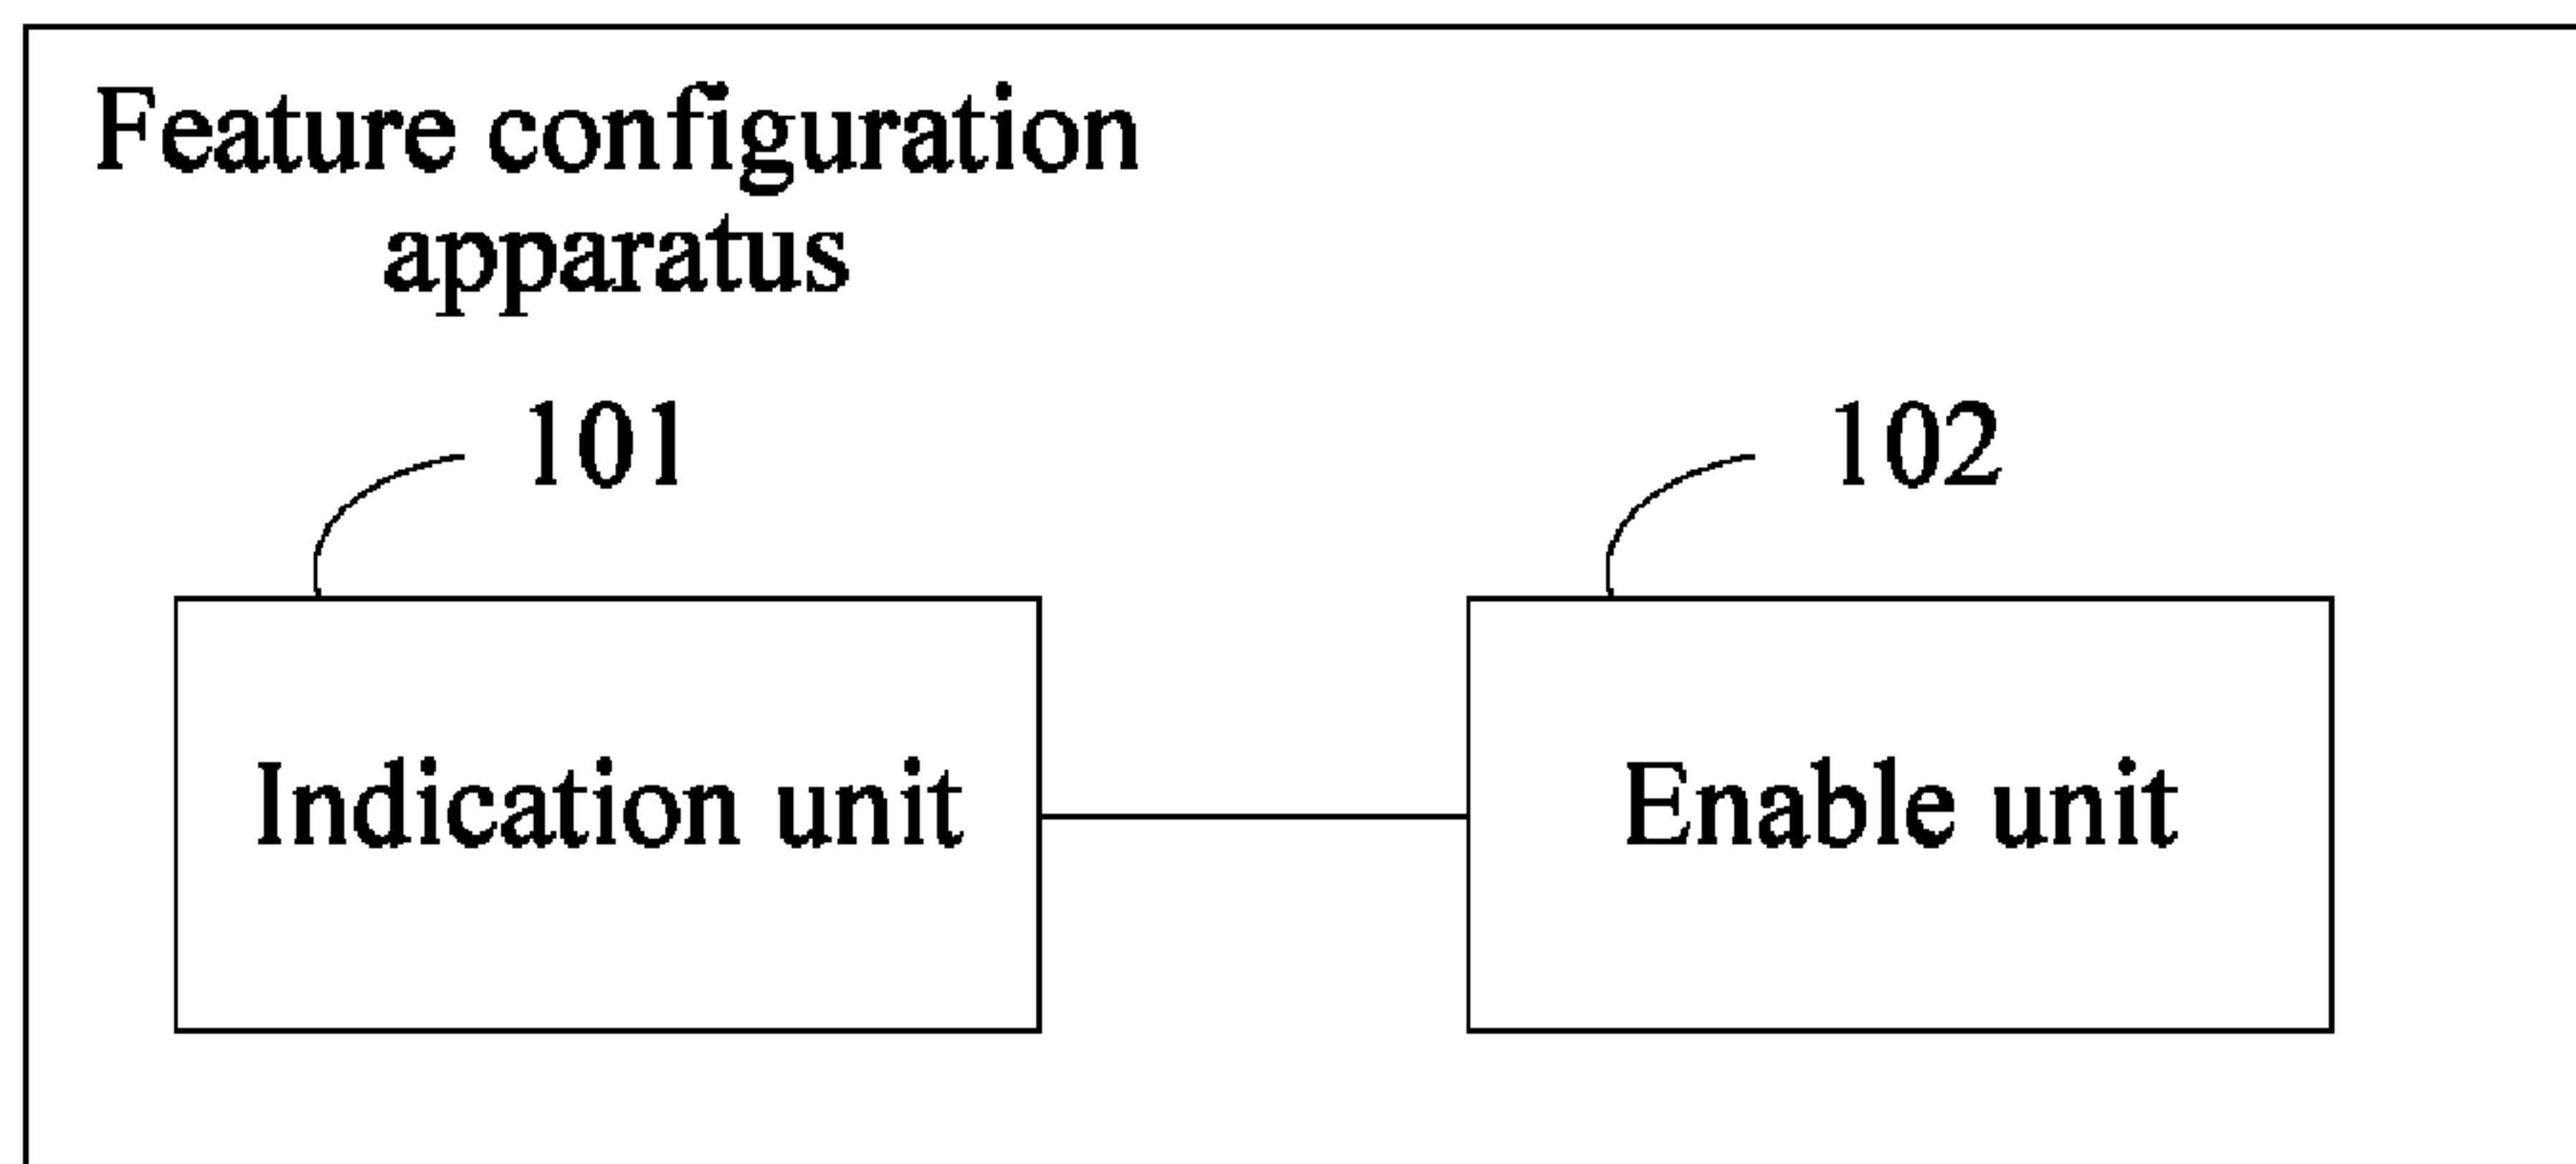 Feature configuration
apparatus
101
102
Indication unit
Enable unit